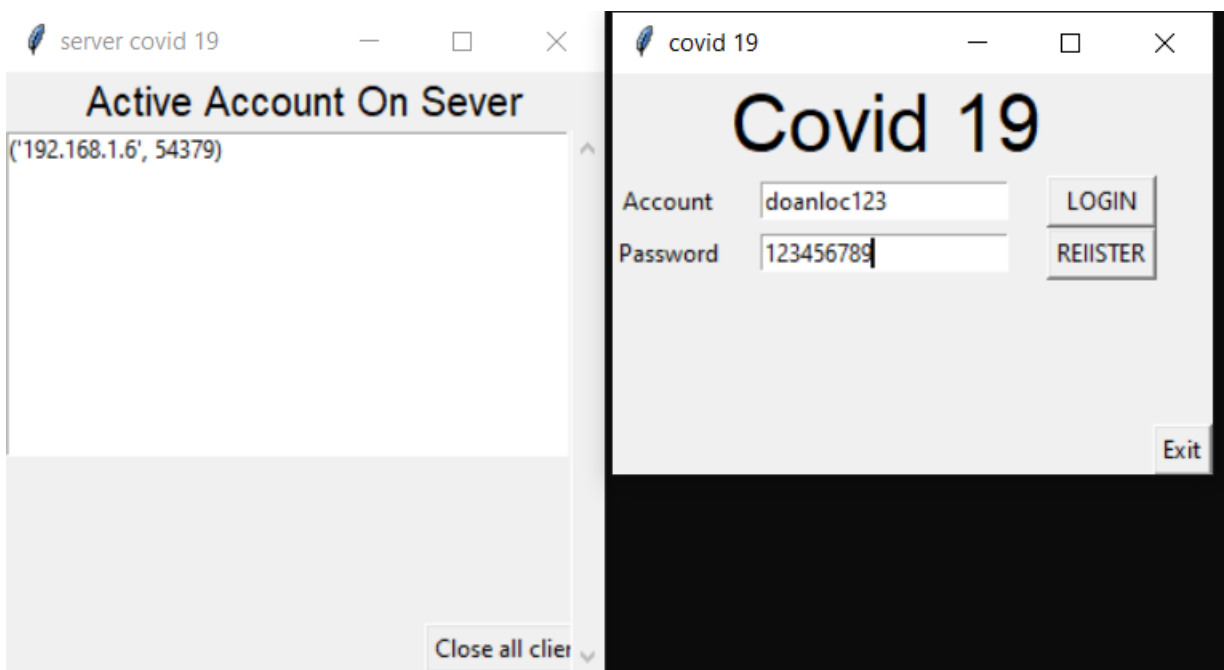 server covid 19
Active Account On Sever
('192.168.1.6', 54379)
Close all clier
covid 19
Covid 19
Account
doanloc123
LOGIN
Password
123456789
REIISTER
Exit